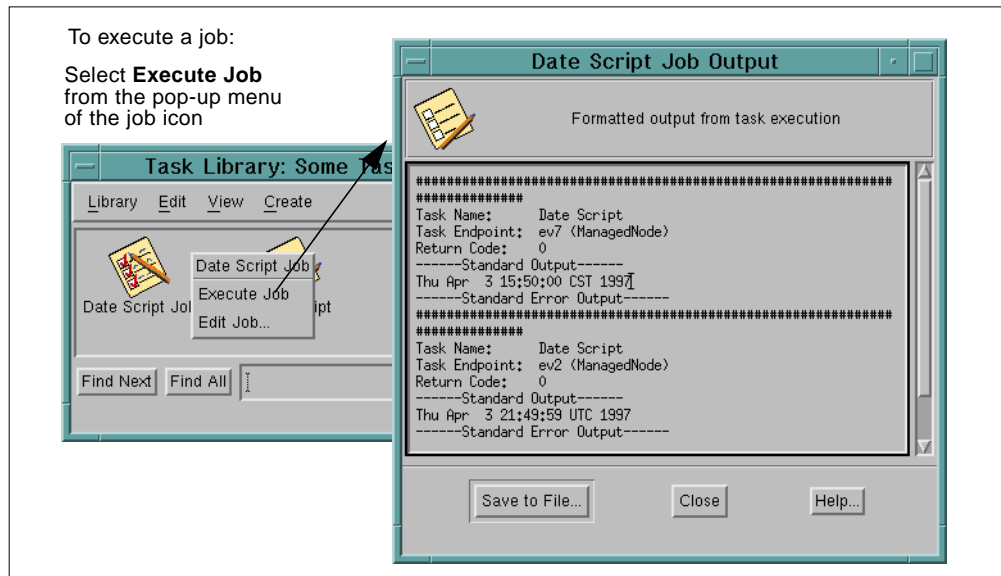 To execute a job:
Select Execute Job
from the pop-up menu
of the job icon
Task Library: Some Tas
Library Edit View Create
Date Script Job
Execute Job
Edit Job...
Date Script Jo
ipt
Find Next Find All
Date Script Job Output
Formatted output from task execution
##############################################################
##############
Task Name: Date Script
Task Endpoint: ev7 (ManagedNode)
Return Code: 0
------Standard Output------
Thu Apr 3 15:50:00 CST 1997
------Standard Error Output------
##############################################################
##############
Task Name: Date Script
Task Endpoint: ev2 (ManagedNode)
Return Code: 0
------Standard Output------
Thu Apr 3 21:49:59 UTC 1997
------Standard Error Output------
Save to File... Close Help...